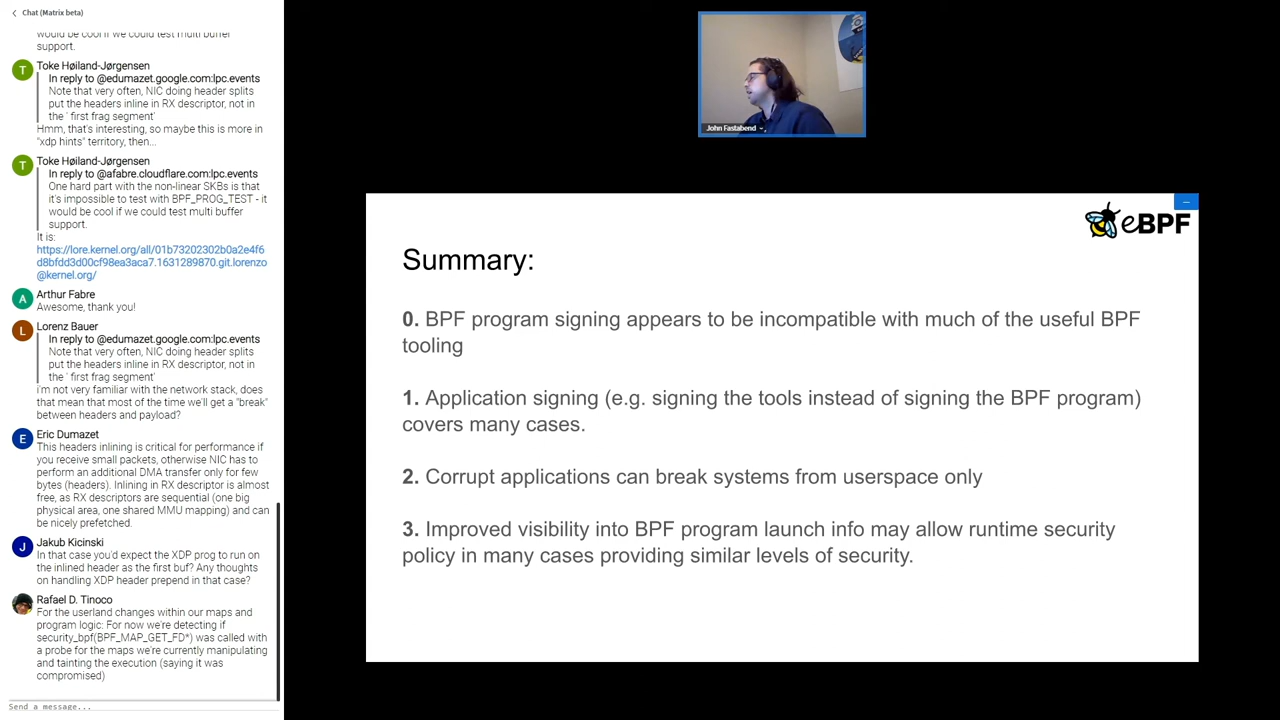 Chat (Matrix beta)
would be cool if we could test multi buffer
support.
Toke Høiland-Jørgensen
In reply to @edumazet.google.com:lpc.events
Note that very often, NIC doing header splits
put the headers inline in RX descriptor, not in
the ' first frag segment'
Hmm, that's interesting, so maybe this is more in
"xdp hints" territory, then...
Toke Høiland-Jørgensen
In reply to @afabre.cloudflare.com:lpc.events
One hard part with the non-linear SKBs is that
it's impossible to test with BPF_PROG_TEST - it
would be cool if we could test multi buffer
support.
It is:
https://lore.kernel.org/all/01b73202302b0a2e4f6
d8bfdd3d00cf98ea3aca7.1631289870.git.lorenzo
@kernel.org/
Arthur Fabre
Awesome, thank you!
Lorenz Bauer
In reply to @edumazet.google.com:lpc.events
Note that very often, NIC doing header splits
put the headers inline in RX descriptor, not in
the ' first frag segment'
i'm not very familiar with the network stack, does
that mean that most of the time we'll get a "break"
between headers and payload?
Eric Dumazet
This headers inlining is critical for performance if
you receive small packets, otherwise NIC has to
perform an additional DMA transfer only for few
bytes (headers). Inlining in RX descriptor is almost
free, as RX descriptors are sequential (one big
physical area, one shared MMU mapping) and can
be nicely prefetched.
Jakub Kicinski
In that case you'd expect the XDP prog to run on
the inlined header as the first buf? Any thoughts
on handling XDP header prepend in that case?
Rafael D. Tinoco
For the userland changes within our maps and
program logic: For now we're detecting if
security_bpf(BPF_MAP_GET_FD*) was called with
a probe for the maps we're currently manipulating
and tainting the execution (saying it was
compromised)
Send a message...
T
T
A
L
E
J
John Fastabend
eBPF
Summary:
0. BPF program signing appears to be incompatible with much of the useful BPF
tooling
1. Application signing (e.g. signing the tools instead of signing the BPF program)
covers many cases.
2. Corrupt applications can break systems from userspace only
3. Improved visibility into BPF program launch info may allow runtime security
policy in many cases providing similar levels of security.